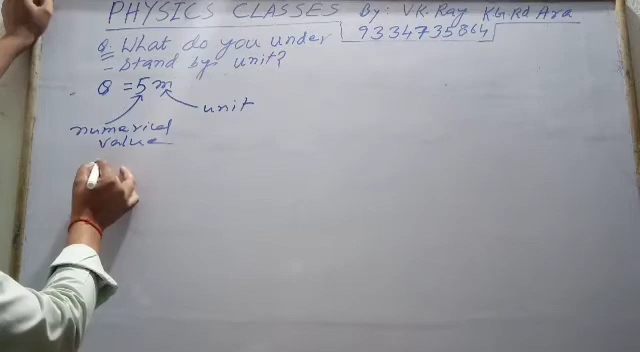 PHYSICS CLASSES By: V.K. Ray KG. Rd Ara
9334735864
Q. What do you under
- stand by unit?
Q = 5 m
unit
numerical
value